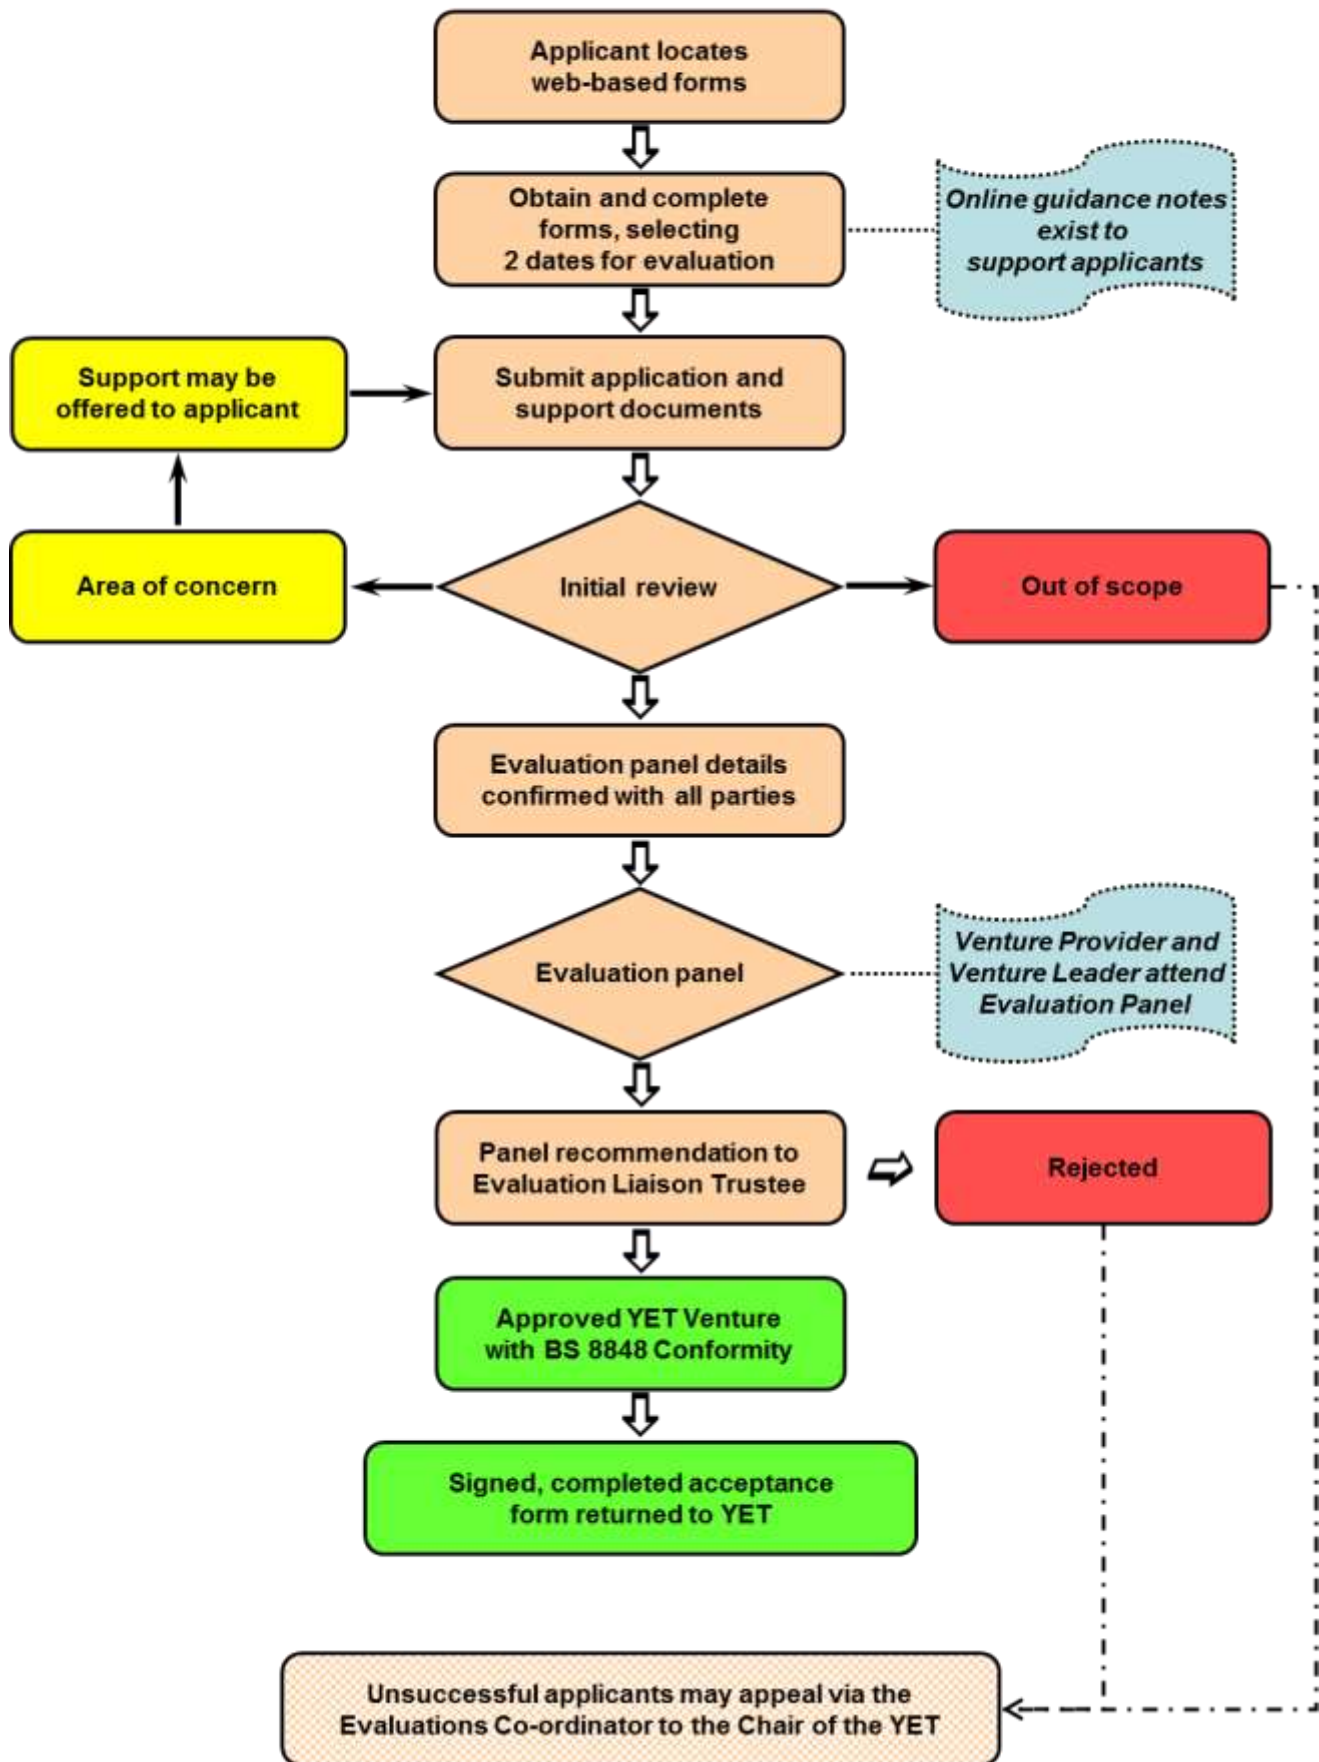 Applicant locates
web-based forms
Obtain and complete
forms, selecting
2 dates for evaluation
Online guidance notes
exist to
support applicants
Support may be
offered to applicant
Submit application and
support documents
Area of concern
Initial review
Out of scope
Evaluation panel details
confirmed with all parties
Evaluation panel
Venture Provider and
Venture Leader attend
Evaluation Panel
Panel recommendation to
Evaluation Liaison Trustee
Rejected
Approved YET Venture
with BS 8848 Conformity
Signed, completed acceptance
form returned to YET
Unsuccessful applicants may appeal via the
Evaluations Co-ordinator to the Chair of the YET